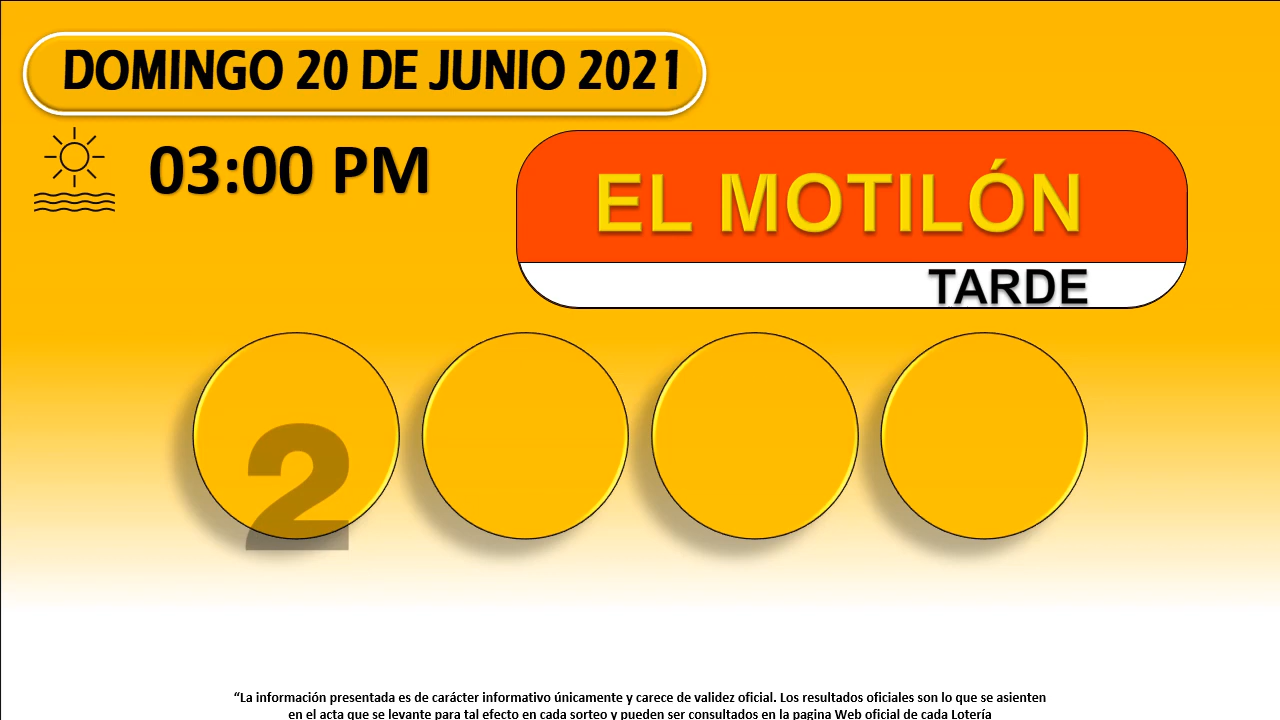 DOMINGO 20 DE JUNIO 2021
03:00 PM
EL MOTILÓN
TARDE
2
“La información presentada es de carácter informativo únicamente y carece de validez oficial. Los resultados oficiales son lo que se asienten
en el acta que se levante para tal efecto en cada sorteo y pueden ser consultados en la pagina Web oficial de cada Lotería